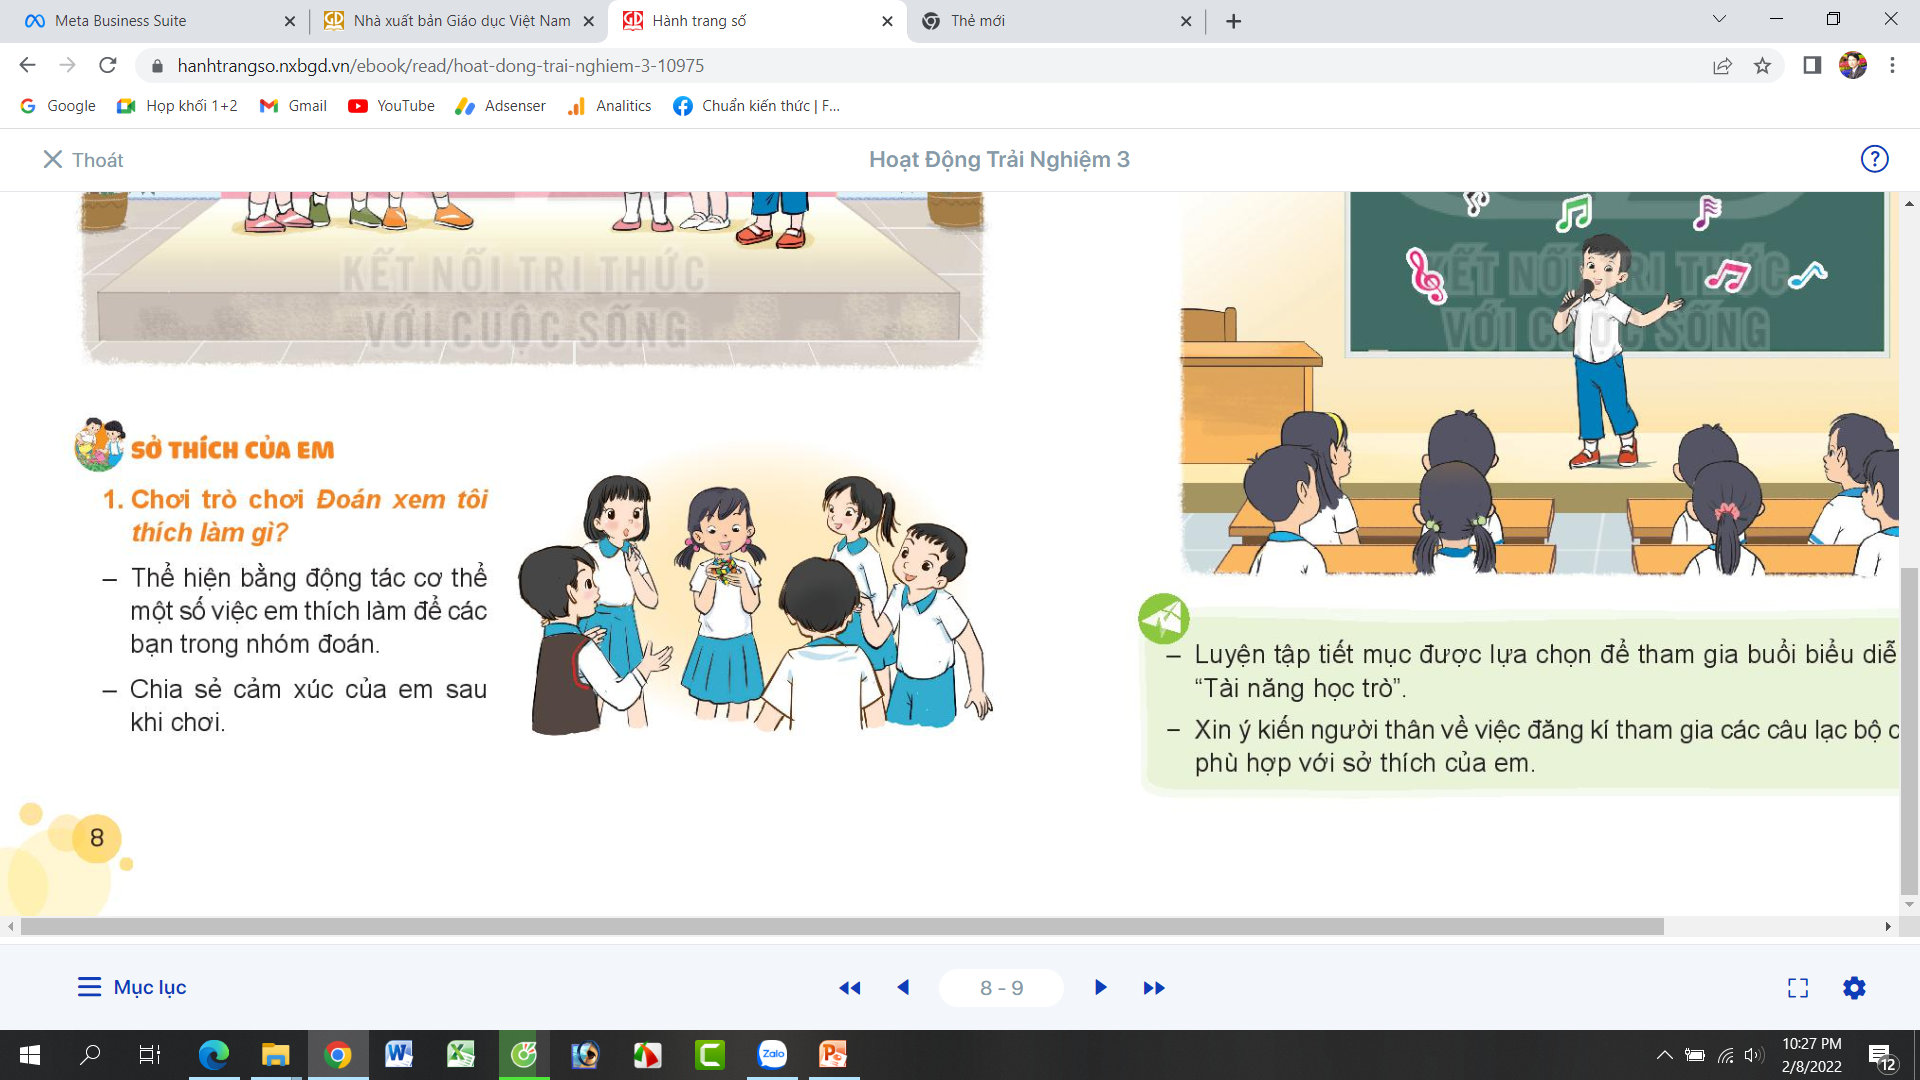 Meta Business Suite
Nhà xuất bản Giáo dục Việt Nam
Hành trang số
Thẻ mới
hanhtrangso.nxbgd.vn/ebook/read/hoat-dong-trai-nghiem-3-10975
Google
Họp khối 1+2
Gmail
YouTube
Adsenser
Analitics
Chuẩn kiến thức | F...
Thoát
Hoạt Động Trải Nghiệm 3
KẾT NỐI TRI THỨC
VỚI CUỘC SỐNG
KẾT NỐI TRI THỨC
VỚI CUỘC SỐNG
SỞ THÍCH CỦA EM
1. Chơi trò chơi Đoán xem tôi
thích làm gì?
– Thể hiện bằng động tác cơ thể
một số việc em thích làm để các
bạn trong nhóm đoán.
– Chia sẻ cảm xúc của em sau
khi chơi.
8
– Luyện tập tiết mục được lựa chọn để tham gia buổi biểu diễ
“Tài năng học trò”.
– Xin ý kiến người thân về việc đăng kí tham gia các câu lạc bộ c
phù hợp với sở thích của em.
Mục lục
8 - 9
Zalo
10:27 PM
2/8/2022
12